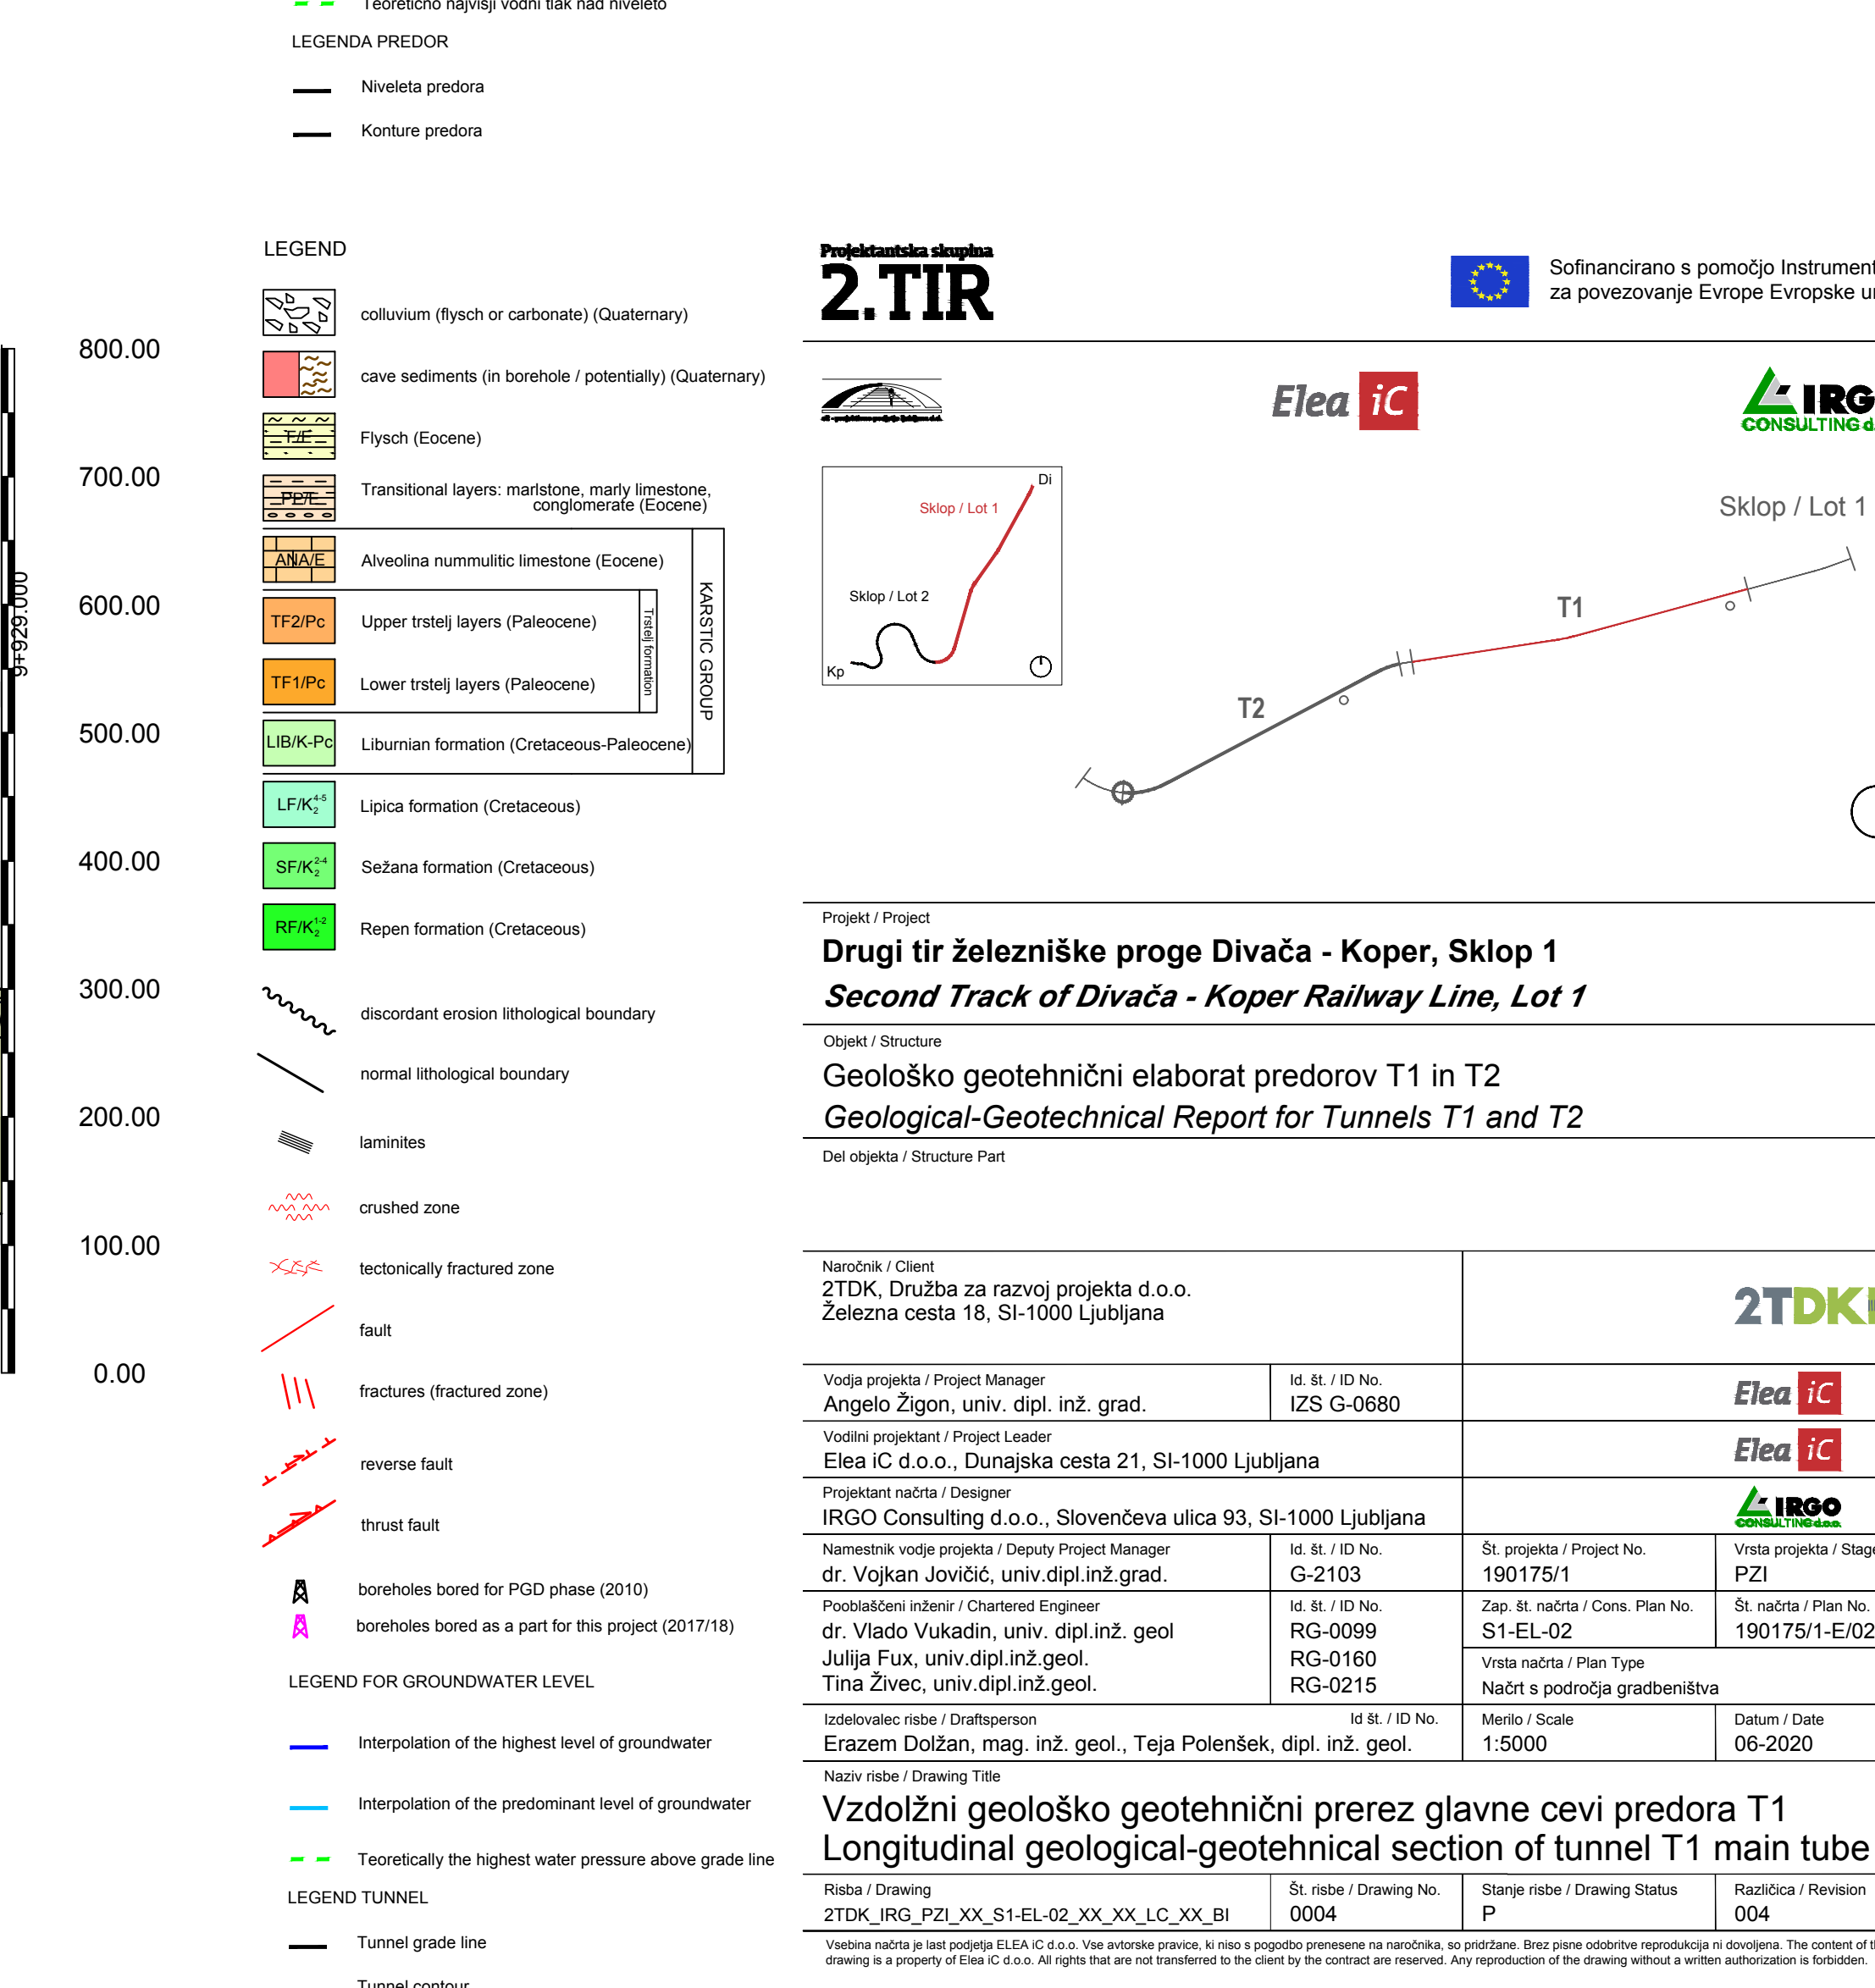 Teoretično najvišji vodni tlak nad niveleto
LEGENDA PREDOR
Niveleta predora
Konture predora
800.00
700.00
600.00
500.00
400.00
300.00
200.00
100.00
0.00
9+929.000
LEGEND
colluvium (flysch or carbonate) (Quaternary)
cave sediments (in borehole / potentially) (Quaternary)
F/E
Flysch (Eocene)
PP/E
Transitional layers: marlstone, marly limestone,
conglomerate (Eocene)
ANA/E
Alveolina nummulitic limestone (Eocene)
TF2/Pc
Upper trstelj layers (Paleocene)
TF1/Pc
Lower trstelj layers (Paleocene)
Trstelj formation
KARSTIC GROUP
LIB/K-Pc
Liburnian formation (Cretaceous-Paleocene)
LF/K₂⁴⁻⁵
Lipica formation (Cretaceous)
SF/K₂²⁻⁴
Sežana formation (Cretaceous)
RF/K₂¹⁻²
Repen formation (Cretaceous)
discordant erosion lithological boundary
normal lithological boundary
laminites
crushed zone
tectonically fractured zone
fault
fractures (fractured zone)
reverse fault
thrust fault
boreholes bored for PGD phase (2010)
boreholes bored as a part for this project (2017/18)
LEGEND FOR GROUNDWATER LEVEL
Interpolation of the highest level of groundwater
Interpolation of the predominant level of groundwater
Teoretically the highest water pressure above grade line
LEGEND TUNNEL
Tunnel grade line
Tunnel contour
Projektantska skupina
2.TIR
Sofinancirano s pomočjo Instrument
za povezovanje Evrope Evropske
Elea iC
IRGO
CONSULTING
Di
Sklop / Lot 1
Sklop / Lot 2
Kp
Sklop / Lot 1
T1
T2
Projekt / Project
Drugi tir železniške proge Divača - Koper, Sklop 1
Second Track of Divača - Koper Railway Line, Lot 1
Objekt / Structure
Geološko geotehnični elaborat predorov T1 in T2
Geological-Geotechnical Report for Tunnels T1 and T2
Del objekta / Structure Part
Naročnik / Client
2TDK, Družba za razvoj projekta d.o.o.
Železna cesta 18, SI-1000 Ljubljana
2TDK
Vodja projekta / Project Manager
Angelo Žigon, univ. dipl. inž. grad.
Id. št. / ID No.
IZS G-0680
Elea iC
Vodilni projektant / Project Leader
Elea iC d.o.o., Dunajska cesta 21, SI-1000 Ljubljana
Elea iC
Projektant načrta / Designer
IRGO Consulting d.o.o., Slovenčeva ulica 93, SI-1000 Ljubljana
IRGO
CONSULTING d.o.o.
Namestnik vodje projekta / Deputy Project Manager
dr. Vojkan Jovičić, univ.dipl.inž.grad.
Id. št. / ID No.
G-2103
Št. projekta / Project No.
190175/1
Vrsta projekta / Stage
PZI
Pooblaščeni inženir / Chartered Engineer
dr. Vlado Vukadin, univ. dipl.inž. geol
Julija Fux, univ.dipl.inž.geol.
Tina Živec, univ.dipl.inž.geol.
Id. št. / ID No.
RG-0099
RG-0160
RG-0215
Zap. št. načrta / Cons. Plan No.
S1-EL-02
Št. načrta / Plan No.
190175/1-E/02
Vrsta načrta / Plan Type
Načrt s področja gradbeništva
Izdelovalec risbe / Draftsperson
Id št. / ID No.
Erazem Dolžan, mag. inž. geol., Teja Polenšek, dipl. inž. geol.
Merilo / Scale
1:5000
Datum / Date
06-2020
Naziv risbe / Drawing Title
Vzdolžni geološko geotehnični prerez glavne cevi predora T1
Longitudinal geological-geotehnical section of tunnel T1 main tube
Risba / Drawing
2TDK_IRG_PZI_XX_S1-EL-02_XX_XX_LC_XX_BI
Št. risbe / Drawing No.
0004
Stanje risbe / Drawing Status
P
Različica / Revision
004
Vsebina načrta je last podjetja ELEA iC d.o.o. Vse avtorske pravice, ki niso s pogodbo prenesene na naročnika, so pridržane. Brez pisne odobritve reprodukcija ni dovoljena. The content of
drawing is a property of Elea iC d.o.o. All rights that are not transferred to the client by the contract are reserved. Any reproduction of the drawing without a written authorization is forbidden.